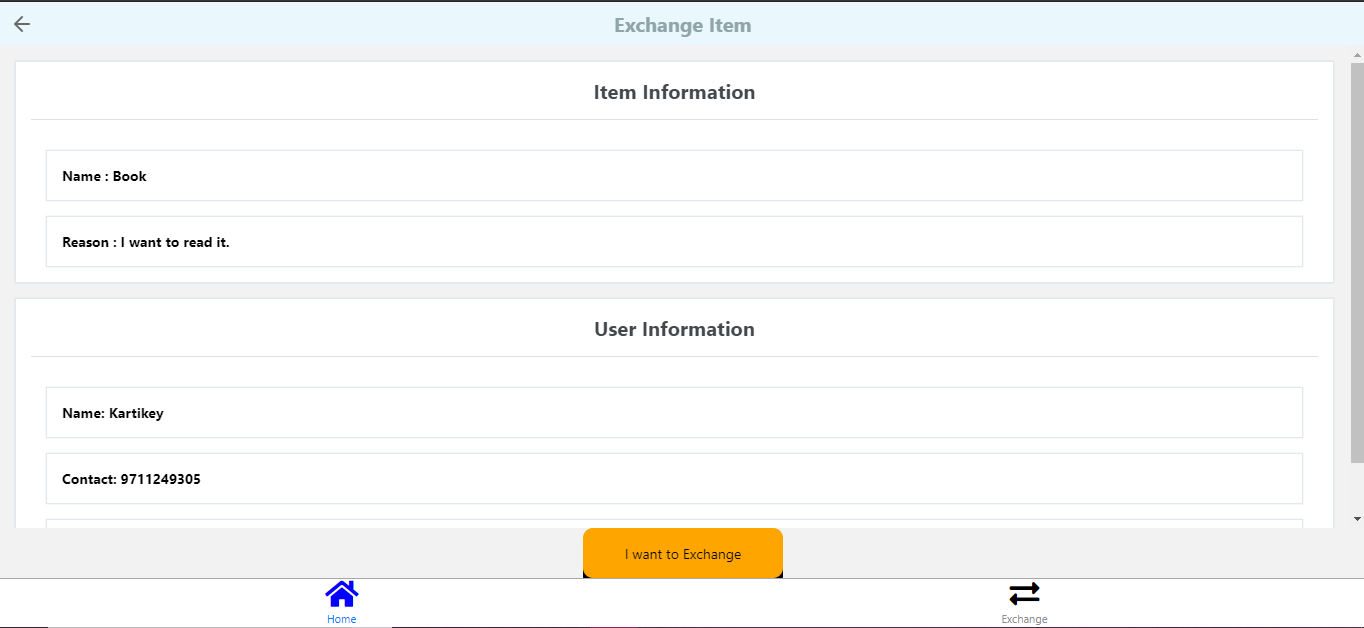 Exchange Item
Item Information
Name : Book
Reason : I want to read it.
User Information
Name: Kartikey
Contact: 9711249305
I want to Exchange
Home
Exchange